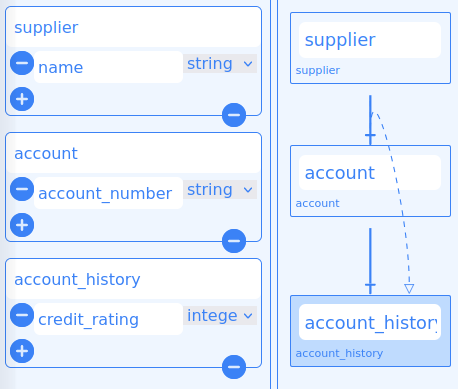 supplier
name
string
account
account_number
string
account_history
credit_rating
intege
supplier
supplier
account
account
account_history
account_history